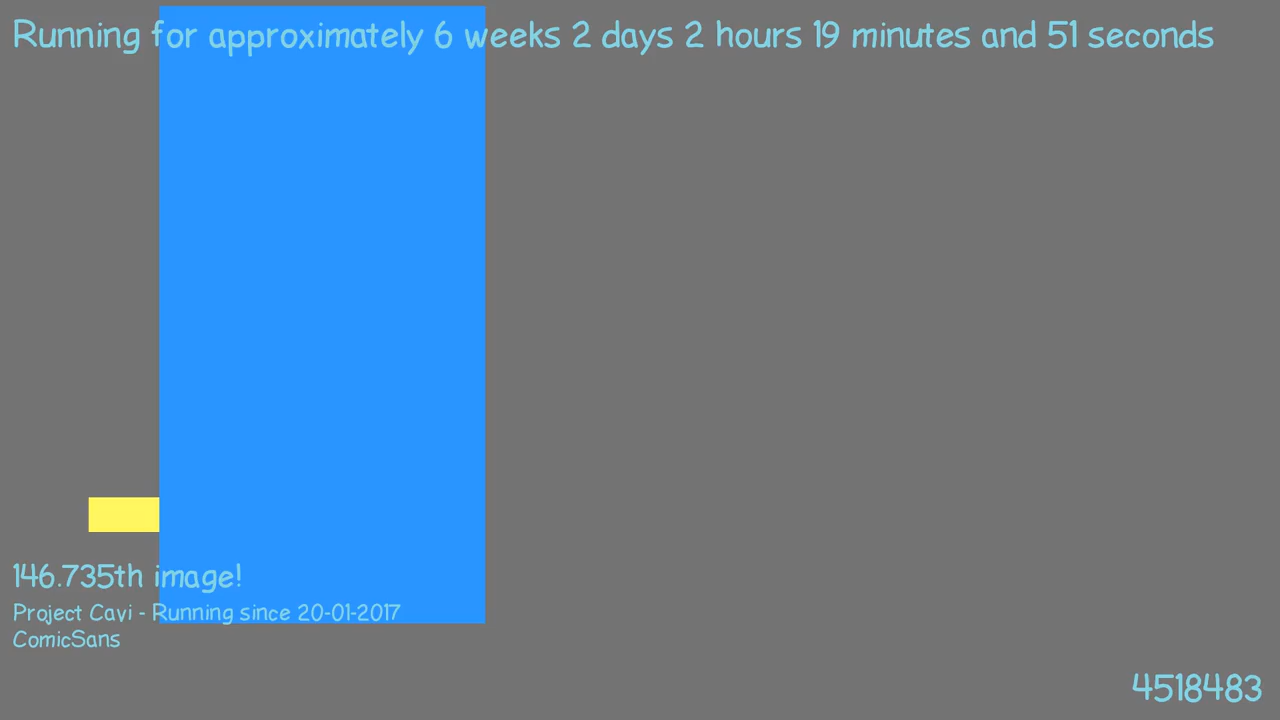 Running for approximately 6 weeks 2 days 2 hours 19 minutes and 51 seconds
146.735th image!
Project Cavi - Running since 20-01-2017
ComicSans
4518483